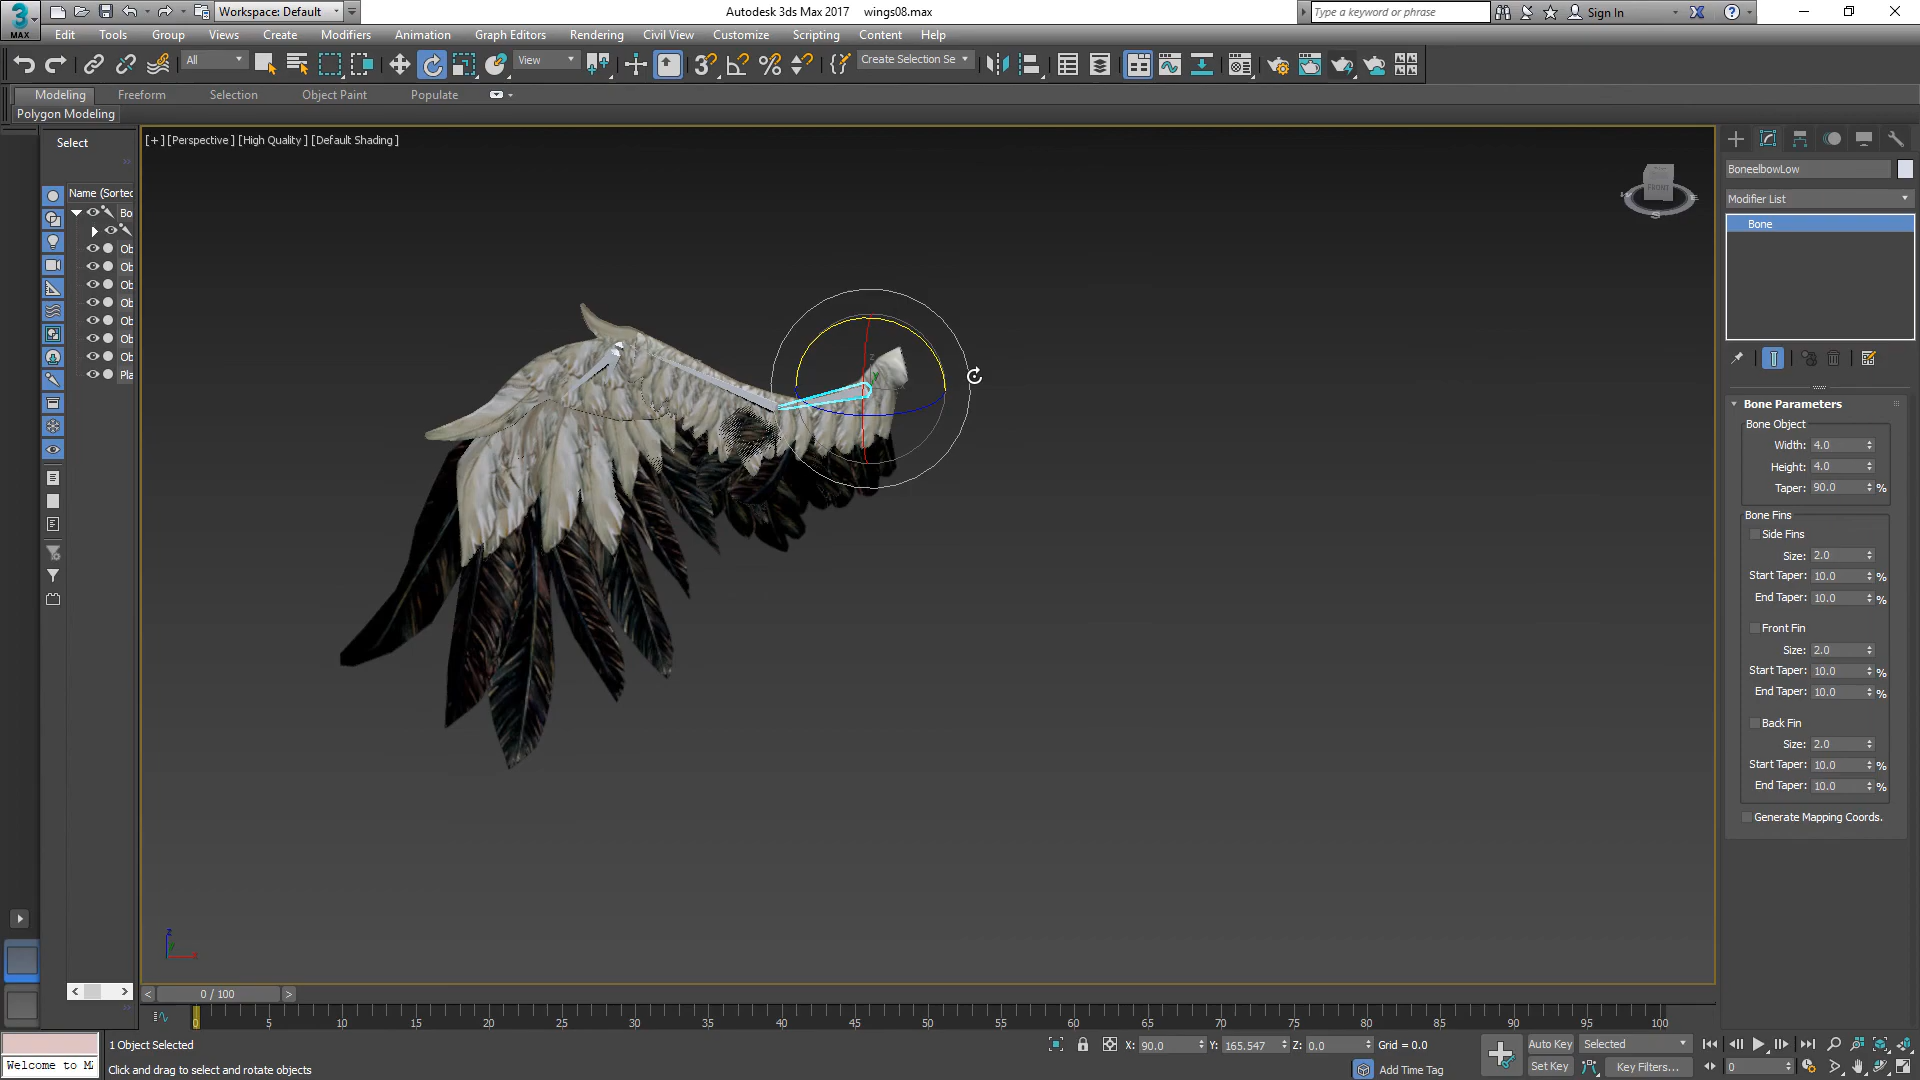 3
MAX
Workspace: Default
Autodesk 3ds Max 2017 wings08.max
Type a keyword or phrase
Sign In
Edit Tools Group Views Create Modifiers Animation Graph Editors Rendering Civil View Customize Scripting Content Help
All
View
Create Selection Se
Modeling Freeform Selection Object Paint Populate
Polygon Modeling
Select
Name (Sorted
Bo
Ob
Ob
Ob
Ob
Ob
Ob
Ob
Pla
[+] [Perspective] [High Quality] [Default Shading]
FRONT
z
y
BoneelbowLow
Modifier List
Bone
Bone Parameters
Bone Object
Width: 4.0
Height: 4.0
Taper: 90.0 %
Bone Fins
Side Fins
Size: 2.0
Start Taper: 10.0 %
End Taper: 10.0 %
Front Fin
Size: 2.0
Start Taper: 10.0 %
End Taper: 10.0 %
Back Fin
Size: 2.0
Start Taper: 10.0 %
End Taper: 10.0 %
Generate Mapping Coords.
z
y
x
< 0 / 100 >
0 5 10 15 20 25 30 35 40 45 50 55 60 65 70 75 80 85 90 95 100
1 Object Selected
X: 90.0 Y: 165.547 Z: 0.0 Grid = 0.0
Auto Key Selected
Welcome to M
Click and drag to select and rotate objects
Add Time Tag
Set Key Key Filters...
0